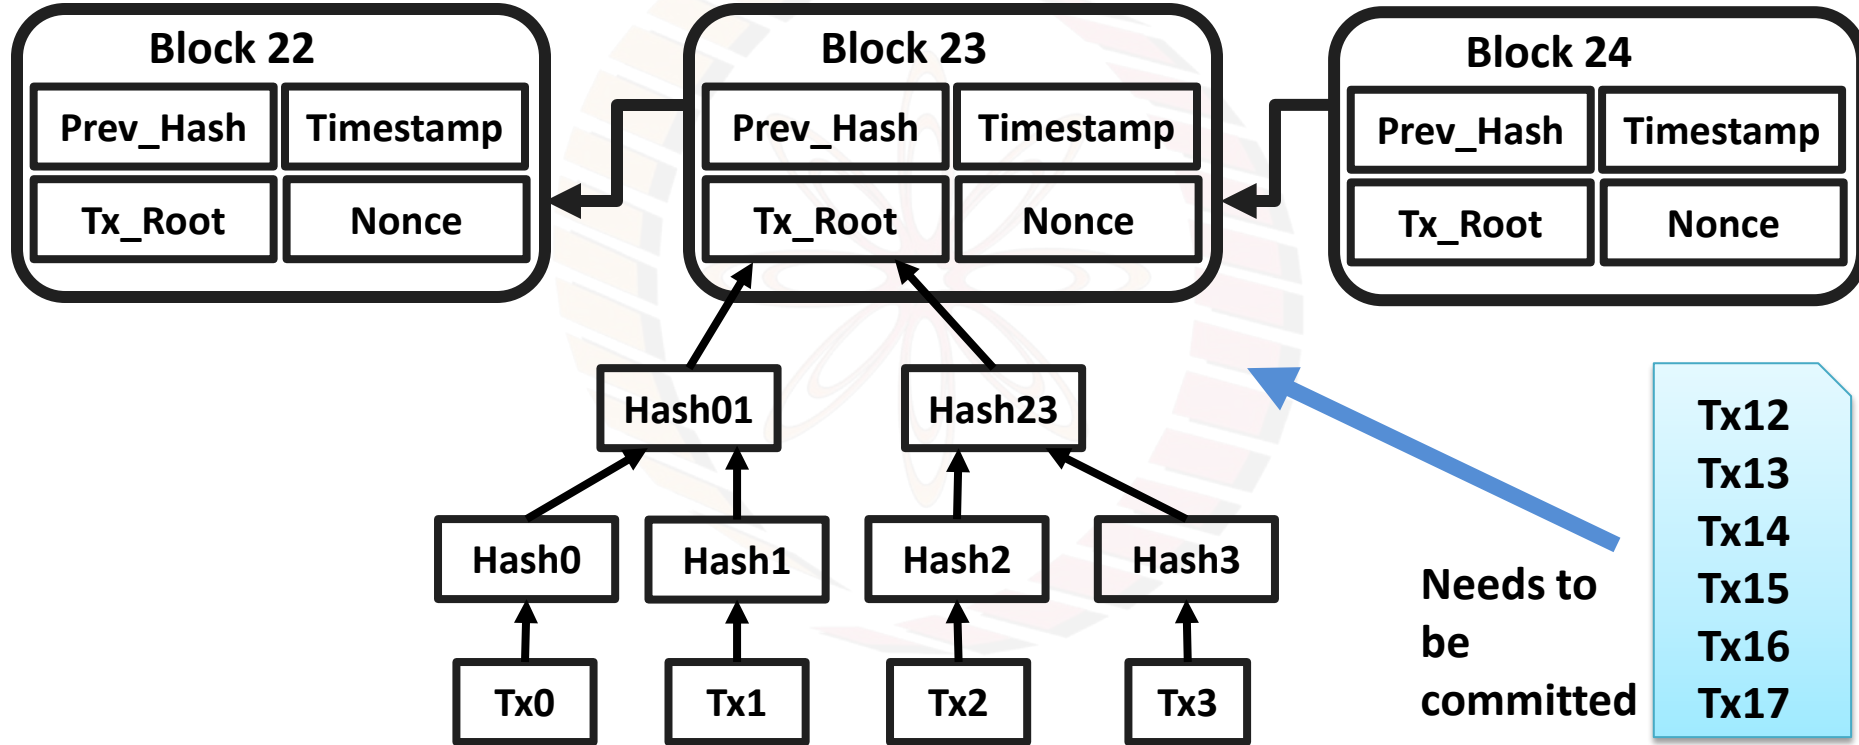 Block 22
Block 23
Block 24
Prev_Hash
Timestamp
Prev_Hash
Timestamp
Prev_Hash
Timestamp
Tx_Root
Nonce
Tx_Root
Nonce
Tx_Root
Nonce
Hash01
Hash23
Hash0
Hash1
Hash2
Hash3
Tx0
Tx1
Tx2
Tx3
Needs to
be
committed
Tx12
Tx13
Tx14
Tx15
Tx16
Tx17